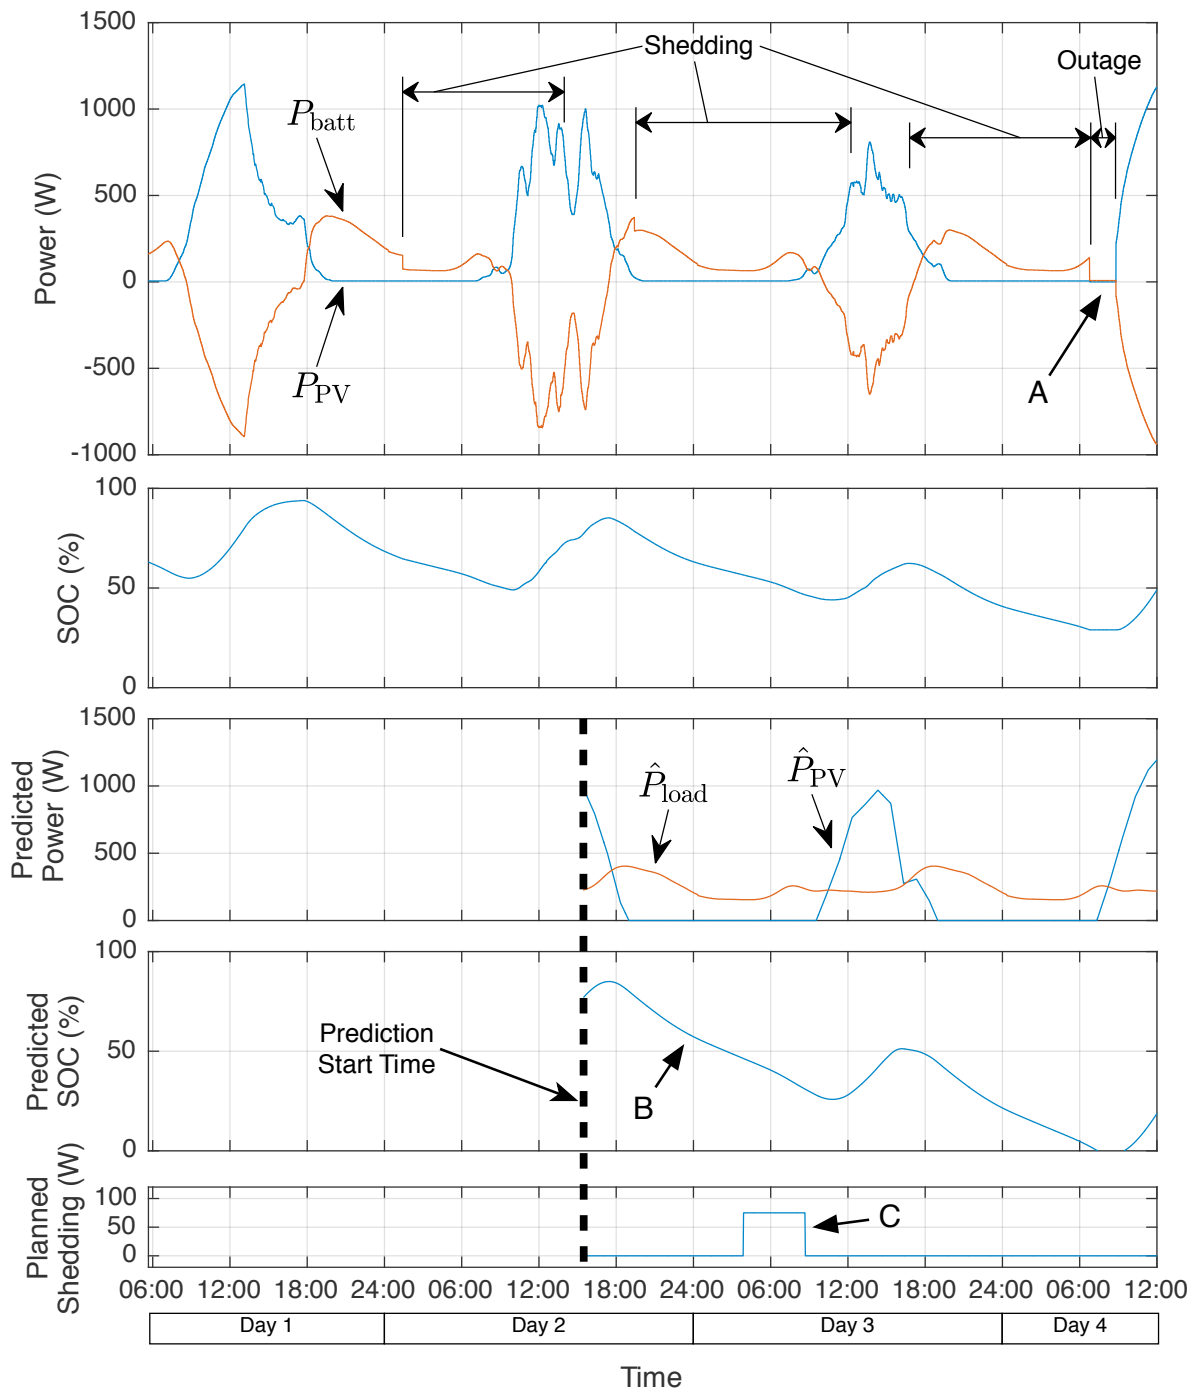 1500
1000
500
0
-500
-1000
Power (W)
Shedding
Outage
P_batt
P_PV
A
100
50
0
SOC (%)
1500
1000
500
0
Predicted
Power (W)
P̂_load
P̂_PV
100
50
0
Predicted
SOC (%)
Prediction
Start Time
B
100
50
0
Planned
Shedding (W)
C
06:00 12:00 18:00 24:00 06:00 12:00 18:00 24:00 06:00 12:00 18:00 24:00 06:00 12:00
Day 1 Day 2 Day 3 Day 4
Time